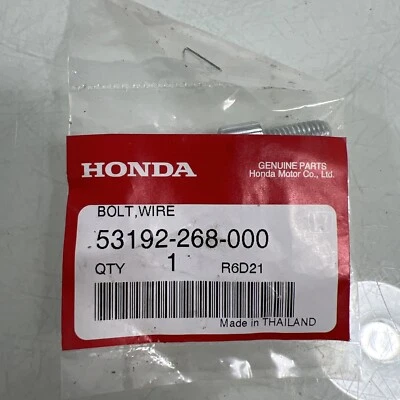 HONDA
GENUINE PARTS
Honda Motor Co., Ltd.
BOLT,WIRE
53192-268-000
QTY 1 R6D21
Made in THAILAND